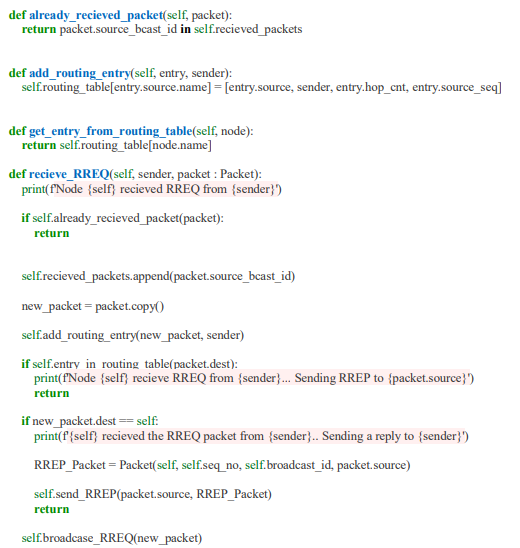 def already_recieved_packet(self, packet):
return packet.source_bcast_id in self.recieved_packets
def add_routing_entry(self, entry, sender):
self.routing_table[entry.source.name] = [entry.source, sender, entry.hop_cnt, entry.source_seq]
def get_entry_from_routing_table(self, node):
return self.routing_table[node.name]
def recieve_RREQ(self, sender, packet : Packet):
print(f'Node {self} recieved RREQ from {sender}')
if self.already_recieved_packet(packet):
return
self.recieved_packets.append(packet.source_bcast_id)
new_packet = packet.copy()
self.add_routing_entry(new_packet, sender)
if self.entry_in_routing_table(packet.dest):
print(f'Node {self} recieve RREQ from {sender}... Sending RREP to {packet.source}')
return
if new_packet.dest == self:
print(f'{self} recieved the RREQ packet from {sender}.. Sending a reply to {sender}')
RREP_Packet = Packet(self, self.seq_no, self.broadcast_id, packet.source)
self.send_RREP(packet.source, RREP_Packet)
return
self.broadcase_RREQ(new_packet)